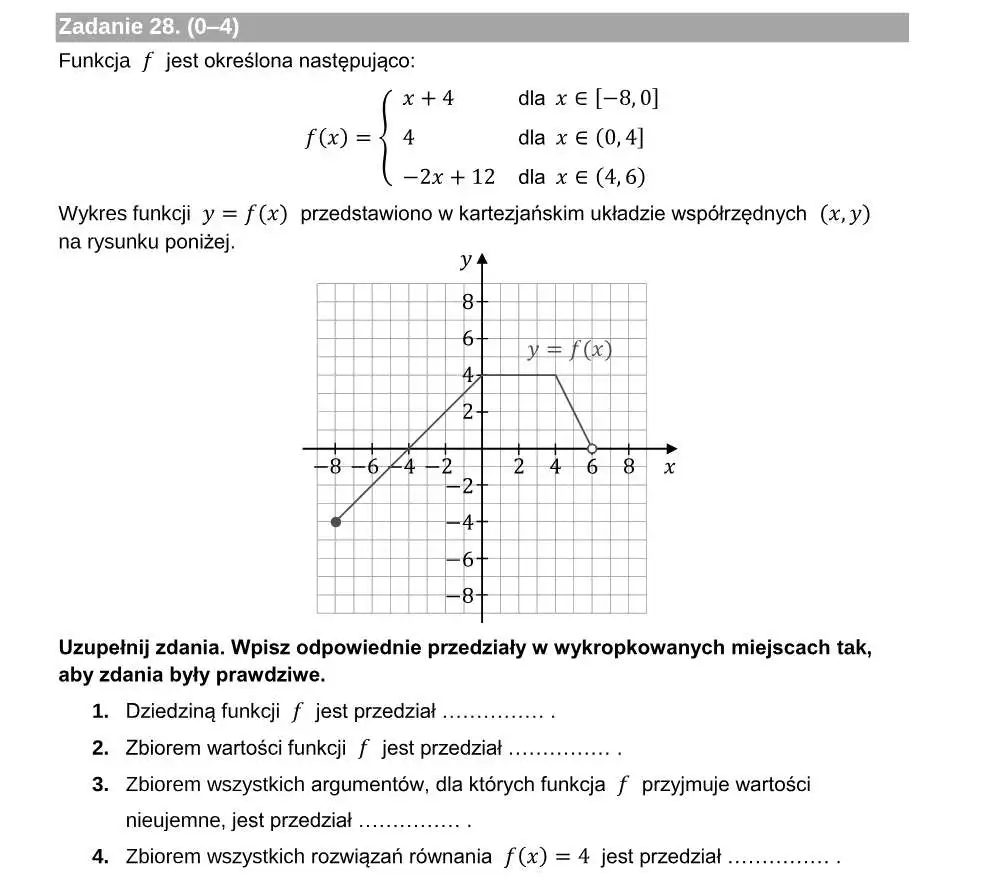 Zadanie 28. (0–4)
Funkcja f jest określona następująco:
x + 4 dla x ∈ [−8, 0]
f(x) = { 4 dla x ∈ (0, 4]
−2x + 12 dla x ∈ (4, 6)
Wykres funkcji y = f(x) przedstawiono w kartezjańskim układzie współrzędnych (x, y)
na rysunku poniżej.
y
8
6
y = f(x)
4
2
−8 −6 −4 −2 2 4 6 8 x
−2
−4
−6
−8
Uzupełnij zdania. Wpisz odpowiednie przedziały w wykropkowanych miejscach tak,
aby zdania były prawdziwe.
1. Dziedziną funkcji f jest przedział ............... .
2. Zbiorem wartości funkcji f jest przedział ............... .
3. Zbiorem wszystkich argumentów, dla których funkcja f przyjmuje wartości
nieujemne, jest przedział ............... .
4. Zbiorem wszystkich rozwiązań równania f(x) = 4 jest przedział ............... .